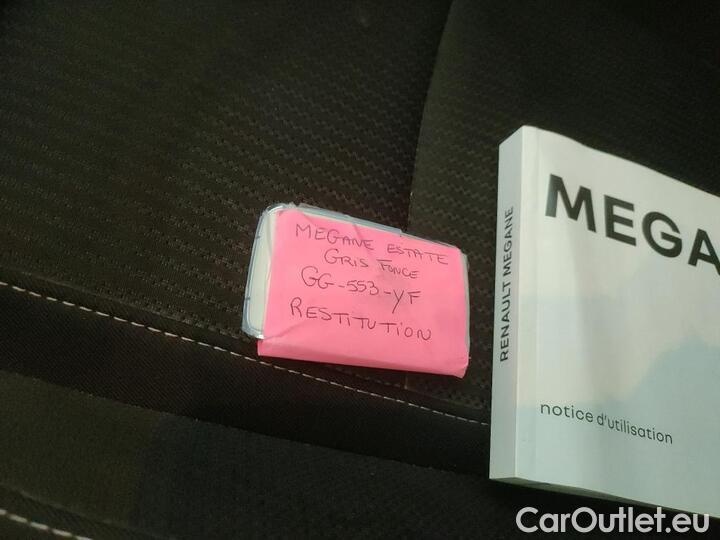 MEGANE ESTATE
GRIS FONCE
GG-553-YF
RESTITUTION
RENAULT MEGANE
MEGA
notice d'utilisation
CarOutlet.eu